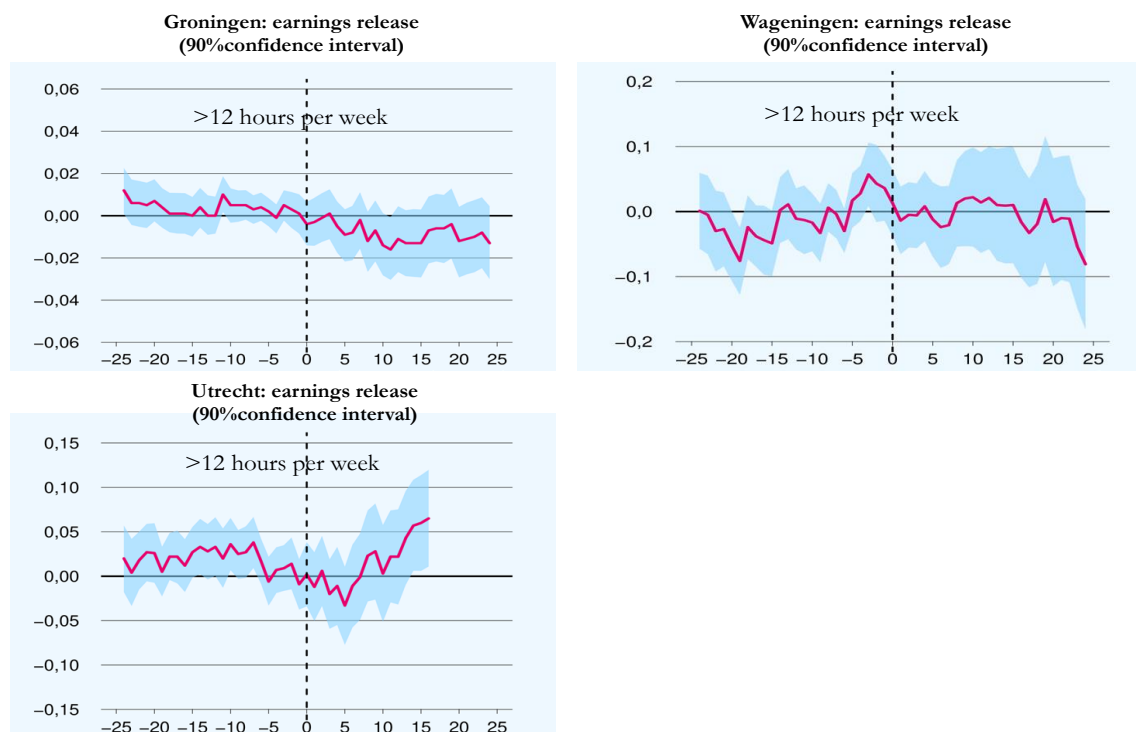 Groningen: earnings release
(90%confidence interval)
>12 hours per week
0,06
0,04
0,02
0,00
−0,02
−0,04
−0,06
−25 −20 −15 −10 −5 0 5 10 15 20 25
Wageningen: earnings release
(90%confidence interval)
>12 hours per week
0,2
0,1
0,0
−0,1
−0,2
−25 −20 −15 −10 −5 0 5 10 15 20 25
Utrecht: earnings release
(90%confidence interval)
>12 hours per week
0,15
0,10
0,05
0,00
−0,05
−0,10
−0,15
−25 −20 −15 −10 −5 0 5 10 15 20 25